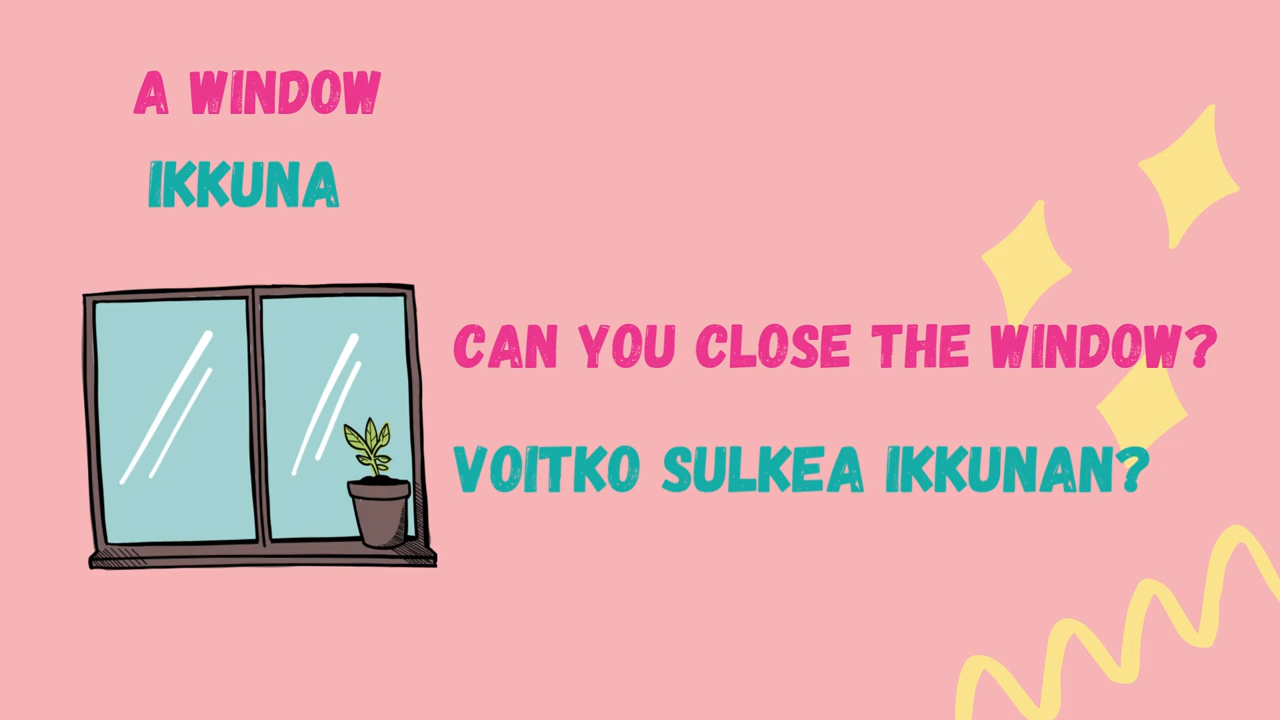 A WINDOW
IKKUNA
CAN YOU CLOSE THE WINDOW?
VOITKO SULKEA IKKUNAN?